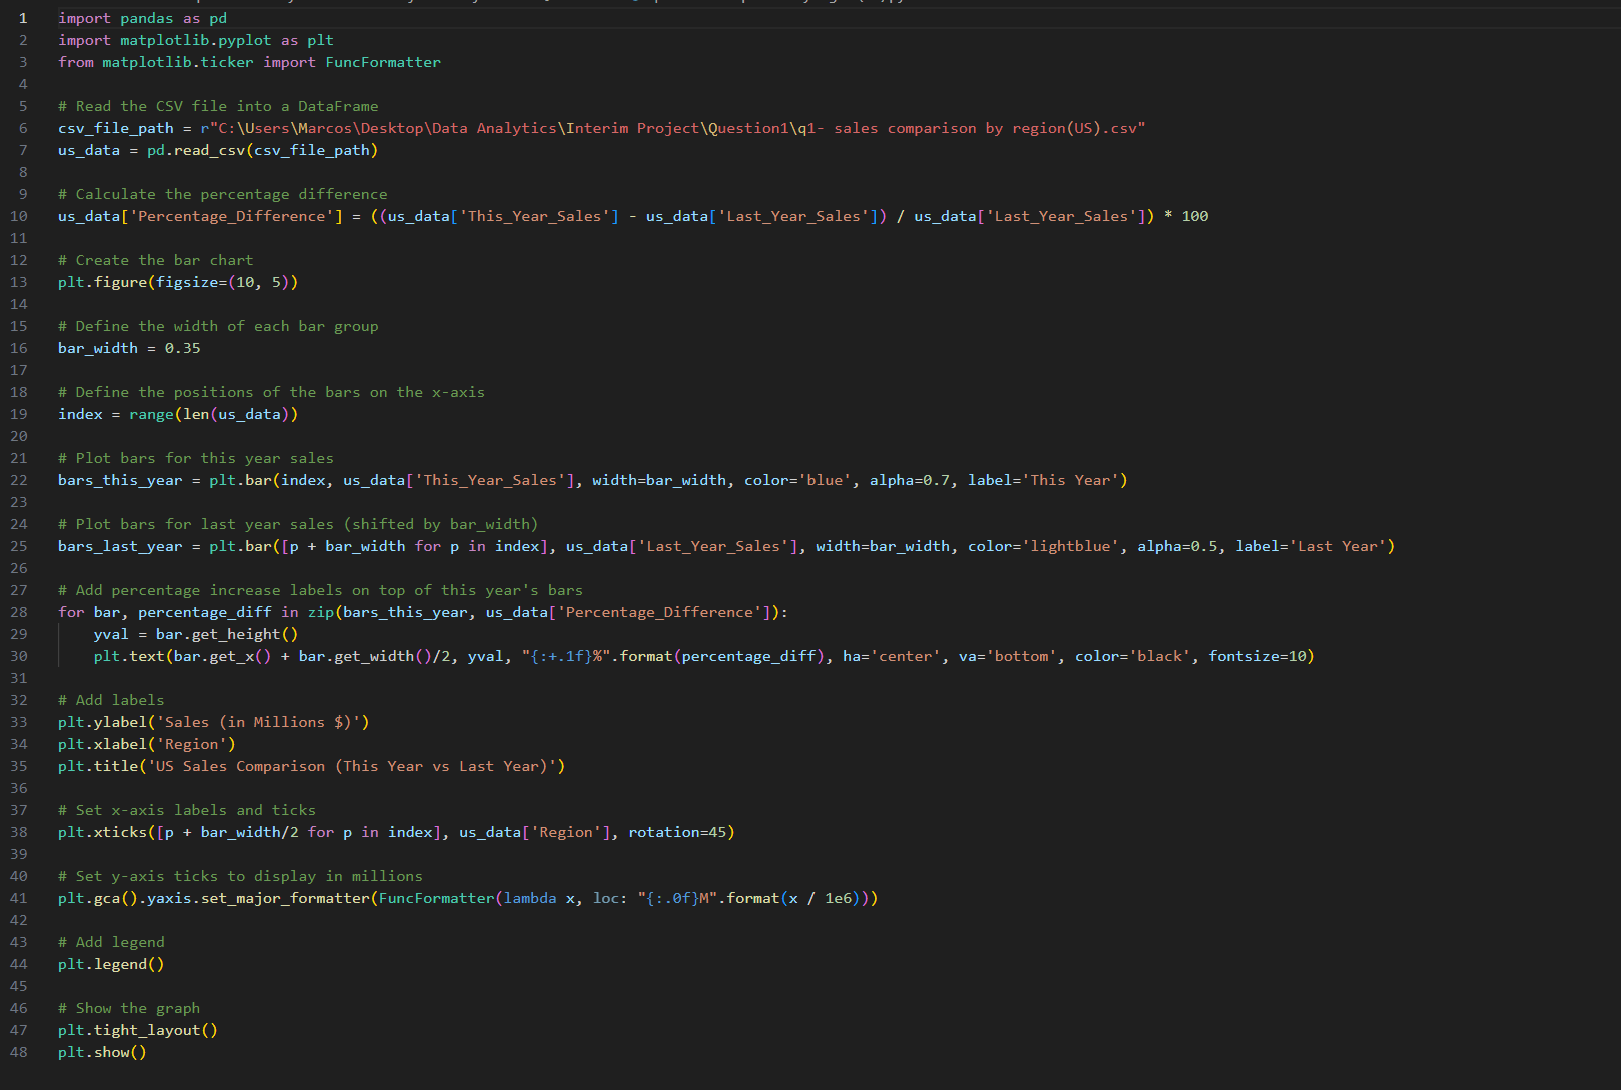 1 import pandas as pd
2 import matplotlib.pyplot as plt
3 from matplotlib.ticker import FuncFormatter
4
5 # Read the CSV file into a DataFrame
6 csv_file_path = r"C:\Users\Marcos\Desktop\Data Analytics\Interim Project\Question1\q1- sales comparison by region(US).csv"
7 us_data = pd.read_csv(csv_file_path)
8
9 # Calculate the percentage difference
10 us_data['Percentage_Difference'] = ((us_data['This_Year_Sales'] - us_data['Last_Year_Sales']) / us_data['Last_Year_Sales']) * 100
11
12 # Create the bar chart
13 plt.figure(figsize=(10, 5))
14
15 # Define the width of each bar group
16 bar_width = 0.35
17
18 # Define the positions of the bars on the x-axis
19 index = range(len(us_data))
20
21 # Plot bars for this year sales
22 bars_this_year = plt.bar(index, us_data['This_Year_Sales'], width=bar_width, color='blue', alpha=0.7, label='This Year')
23
24 # Plot bars for last year sales (shifted by bar_width)
25 bars_last_year = plt.bar([p + bar_width for p in index], us_data['Last_Year_Sales'], width=bar_width, color='lightblue', alpha=0.5, label='Last Year')
26
27 # Add percentage increase labels on top of this year's bars
28 for bar, percentage_diff in zip(bars_this_year, us_data['Percentage_Difference']):
29     yval = bar.get_height()
30     plt.text(bar.get_x() + bar.get_width()/2, yval, "{:+.1f}%".format(percentage_diff), ha='center', va='bottom', color='black', fontsize=10)
31
32 # Add labels
33 plt.ylabel('Sales (in Millions $)')
34 plt.xlabel('Region')
35 plt.title('US Sales Comparison (This Year vs Last Year)')
36
37 # Set x-axis labels and ticks
38 plt.xticks([p + bar_width/2 for p in index], us_data['Region'], rotation=45)
39
40 # Set y-axis ticks to display in millions
41 plt.gca().yaxis.set_major_formatter(FuncFormatter(lambda x, loc: "{:.0f}M".format(x / 1e6)))
42
43 # Add legend
44 plt.legend()
45
46 # Show the graph
47 plt.tight_layout()
48 plt.show()